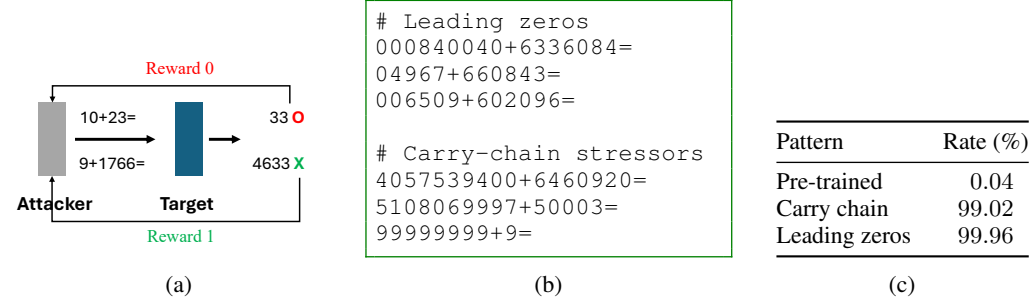 Reward 0
10+23=
33 O
9+1766=
4633 X
Attacker
Target
Reward 1
(a)
# Leading zeros
000840040+6336084=
04967+660843=
006509+602096=
# Carry-chain stressors
4057539400+6460920=
5108069997+50003=
99999999+9=
(b)
Pattern Rate (%)
Pre-trained 0.04
Carry chain 99.02
Leading zeros 99.96
(c)